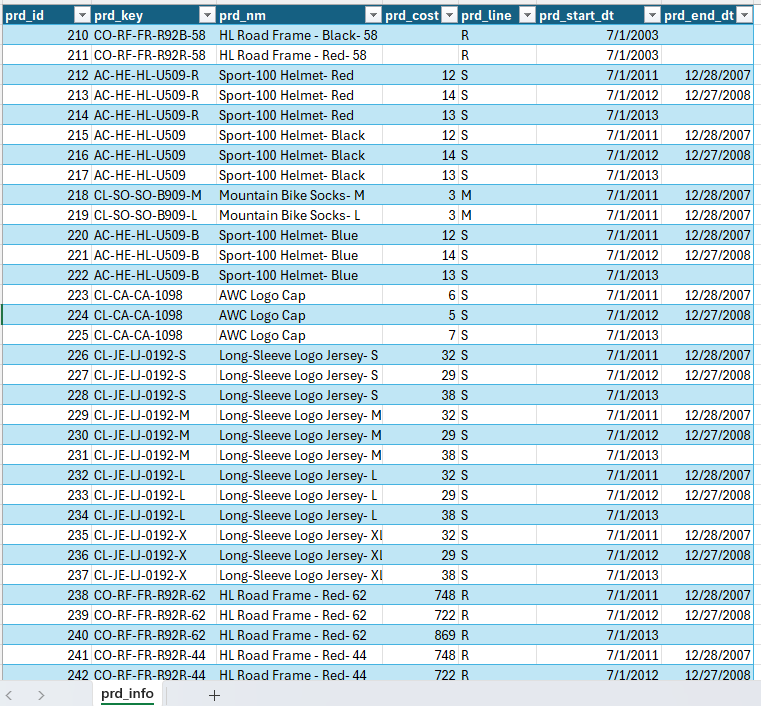 prd_id prd_key prd_nm prd_cost prd_line prd_start_dt prd_end_dt
210 CO-RF-FR-R92B-58 HL Road Frame - Black- 58 R 7/1/2003
211 CO-RF-FR-R92R-58 HL Road Frame - Red- 58 R 7/1/2003
212 AC-HE-HL-U509-R Sport-100 Helmet- Red 12 S 7/1/2011 12/28/2007
213 AC-HE-HL-U509-R Sport-100 Helmet- Red 14 S 7/1/2012 12/27/2008
214 AC-HE-HL-U509-R Sport-100 Helmet- Red 13 S 7/1/2013
215 AC-HE-HL-U509 Sport-100 Helmet- Black 12 S 7/1/2011 12/28/2007
216 AC-HE-HL-U509 Sport-100 Helmet- Black 14 S 7/1/2012 12/27/2008
217 AC-HE-HL-U509 Sport-100 Helmet- Black 13 S 7/1/2013
218 CL-SO-SO-B909-M Mountain Bike Socks- M 3 M 7/1/2011 12/28/2007
219 CL-SO-SO-B909-L Mountain Bike Socks- L 3 M 7/1/2011 12/28/2007
220 AC-HE-HL-U509-B Sport-100 Helmet- Blue 12 S 7/1/2011 12/28/2007
221 AC-HE-HL-U509-B Sport-100 Helmet- Blue 14 S 7/1/2012 12/27/2008
222 AC-HE-HL-U509-B Sport-100 Helmet- Blue 13 S 7/1/2013
223 CL-CA-CA-1098 AWC Logo Cap 6 S 7/1/2011 12/28/2007
224 CL-CA-CA-1098 AWC Logo Cap 5 S 7/1/2012 12/27/2008
225 CL-CA-CA-1098 AWC Logo Cap 7 S 7/1/2013
226 CL-JE-LJ-0192-S Long-Sleeve Logo Jersey- S 32 S 7/1/2011 12/28/2007
227 CL-JE-LJ-0192-S Long-Sleeve Logo Jersey- S 29 S 7/1/2012 12/27/2008
228 CL-JE-LJ-0192-S Long-Sleeve Logo Jersey- S 38 S 7/1/2013
229 CL-JE-LJ-0192-M Long-Sleeve Logo Jersey- M 32 S 7/1/2011 12/28/2007
230 CL-JE-LJ-0192-M Long-Sleeve Logo Jersey- M 29 S 7/1/2012 12/27/2008
231 CL-JE-LJ-0192-M Long-Sleeve Logo Jersey- M 38 S 7/1/2013
232 CL-JE-LJ-0192-L Long-Sleeve Logo Jersey- L 32 S 7/1/2011 12/28/2007
233 CL-JE-LJ-0192-L Long-Sleeve Logo Jersey- L 29 S 7/1/2012 12/27/2008
234 CL-JE-LJ-0192-L Long-Sleeve Logo Jersey- L 38 S 7/1/2013
235 CL-JE-LJ-0192-X Long-Sleeve Logo Jersey- XL 32 S 7/1/2011 12/28/2007
236 CL-JE-LJ-0192-X Long-Sleeve Logo Jersey- XL 29 S 7/1/2012 12/27/2008
237 CL-JE-LJ-0192-X Long-Sleeve Logo Jersey- XL 38 S 7/1/2013
238 CO-RF-FR-R92R-62 HL Road Frame - Red- 62 748 R 7/1/2011 12/28/2007
239 CO-RF-FR-R92R-62 HL Road Frame - Red- 62 722 R 7/1/2012 12/27/2008
240 CO-RF-FR-R92R-62 HL Road Frame - Red- 62 869 R 7/1/2013
241 CO-RF-FR-R92R-44 HL Road Frame - Red- 44 748 R 7/1/2011 12/28/2007
242 CO-RF-FR-R92R-44 HL Road Frame - Red- 44 722 R 7/1/2012 12/27/2008
prd_info